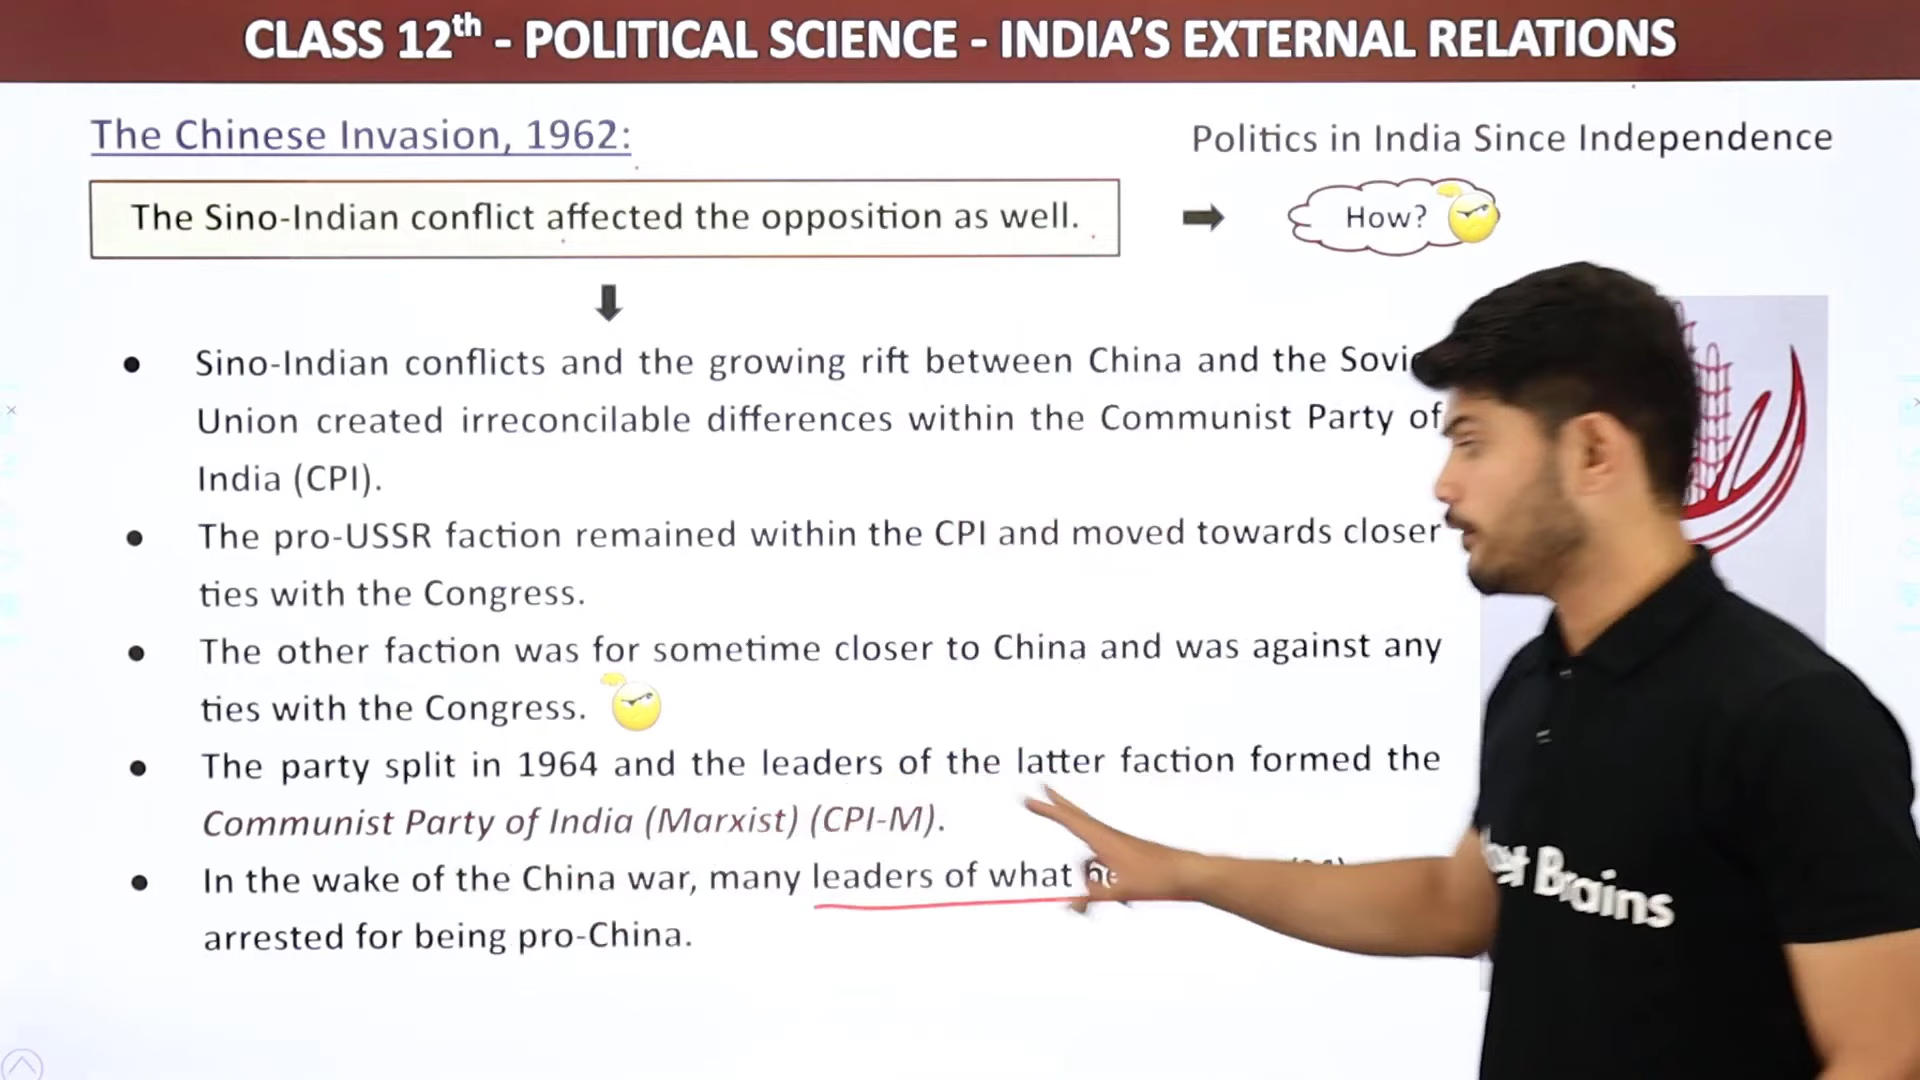 CLASS 12th - POLITICAL SCIENCE - INDIA'S EXTERNAL RELATIONS
The Chinese Invasion, 1962:
Politics in India Since Independence
The Sino-Indian conflict affected the opposition as well.
How?
Sino-Indian conflicts and the growing rift between China and the
Union created irreconcilable differences within the Communist Party of
India (CPI).
The pro-USSR faction remained within the CPI and moved towards closer
ties with the Congress.
The other faction was for sometime closer to China and was against any
ties with the Congress.
The party split in 1964 and the leaders of the latter faction formed the
Communist Party of India (Marxist) (CPI-M).
In the wake of the China war, many leaders of what
arrested for being pro-China.
Brains